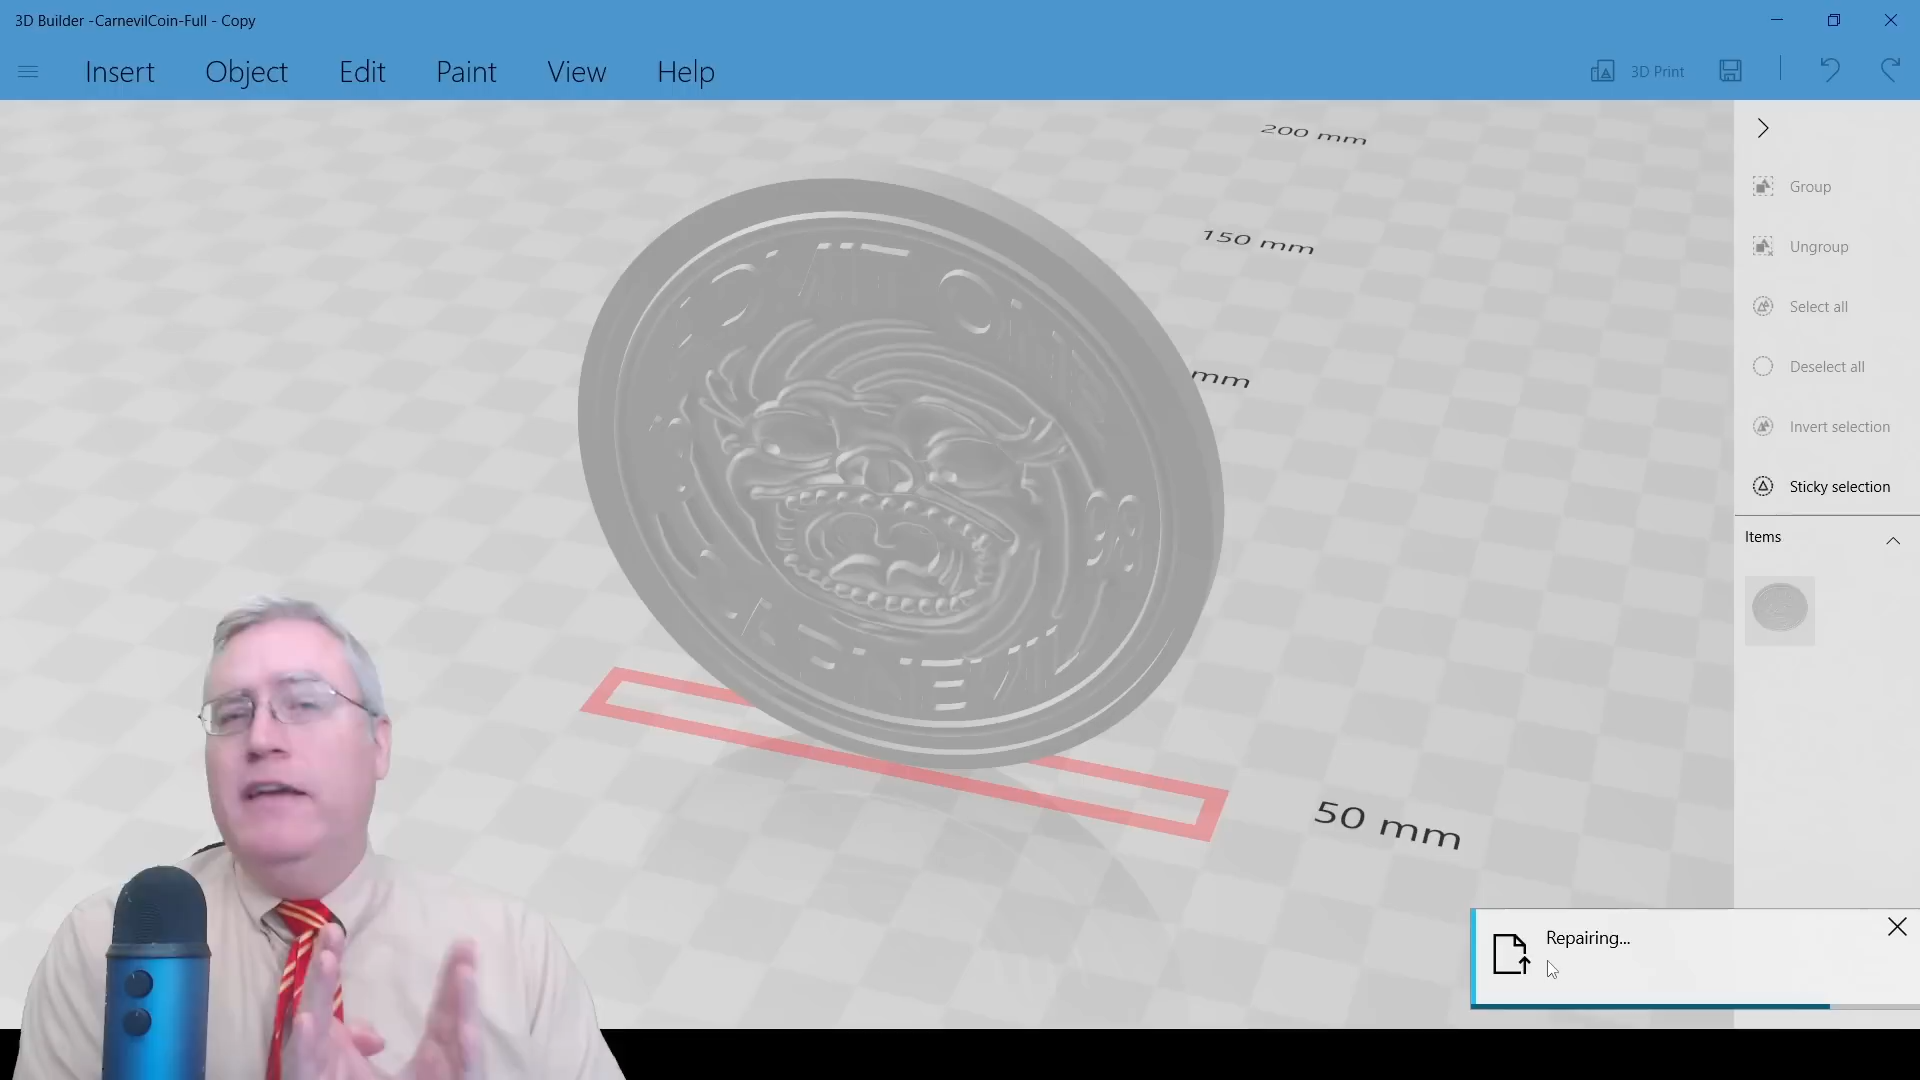 3D Builder -CarnevilCoin-Full - Copy
Insert Object Edit Paint View Help
3D Print
200 mm
150 mm
mm
50 mm
Group
Ungroup
Select all
Deselect all
Invert selection
Sticky selection
Items
Repairing...